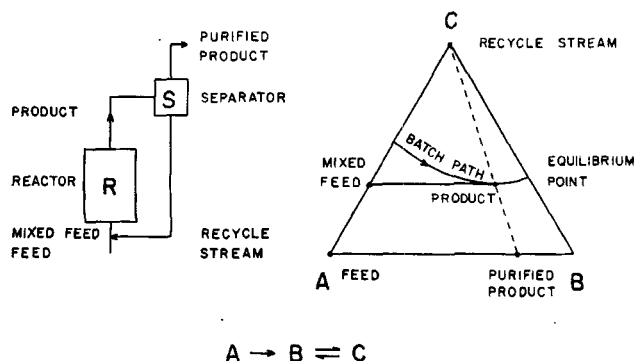 PURIFIED
PRODUCT
S
SEPARATOR
PRODUCT
REACTOR
R
MIXED FEED
FEED
RECYCLE
STREAM
C
RECYCLE STREAM
BATCH PATH
MIXED
FEED
PRODUCT
EQUILIBRIUM
POINT
A
FEED
PURIFIED
PRODUCT
B
A → B ⇌ C